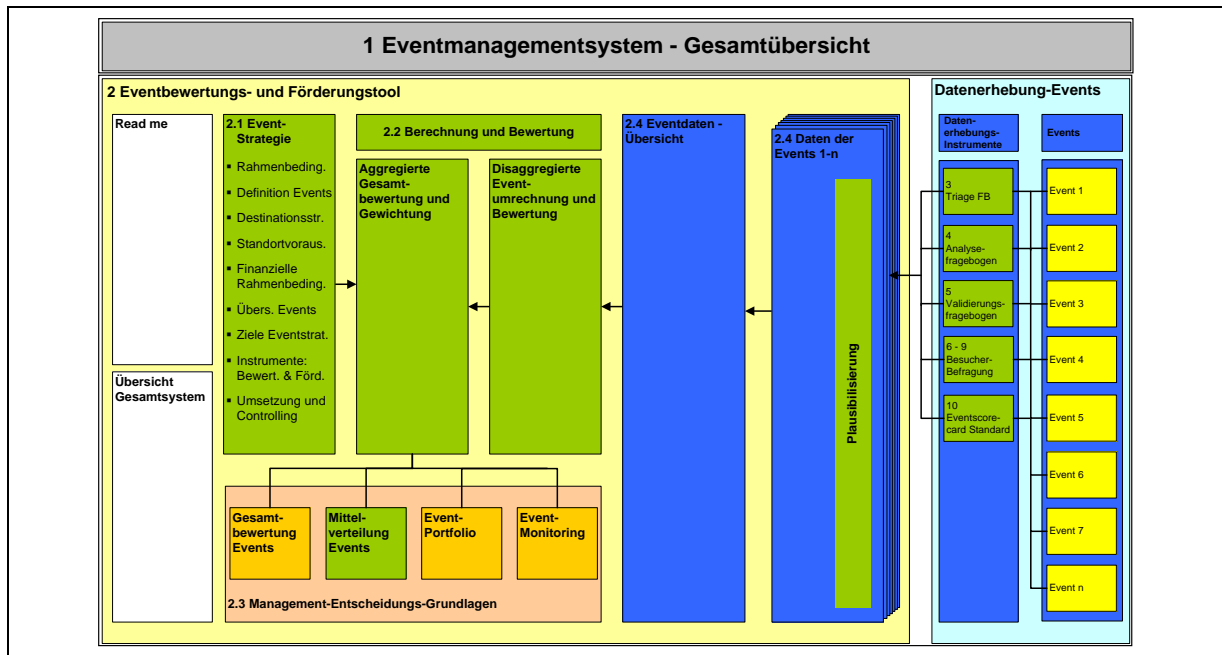 1 Eventmanagementsystem - Gesamtübersicht
2 Eventbewertungs- und Förderungstool
Read me
Übersicht
Gesamtsystem
2.1 Event-
Strategie
▪ Rahmenbeding.
▪ Definition Events
▪ Destinationsstr.
▪ Standortvoraus.
▪ Finanzielle
Rahmenbeding.
▪ Übers. Events
▪ Ziele Eventstrat.
▪ Instrumente:
Bewert. & Förd.
▪ Umsetzung und
Controlling
2.2 Berechnung und Bewertung
Aggregierte
Gesamt-
bewertung und
Gewichtung
Disaggregierte
Event-
umrechnung und
Bewertung
Gesamt-
bewertung
Events
Mittel-
verteilung
Events
Event-
Portfolio
Event-
Monitoring
2.3 Management-Entscheidungs-Grundlagen
2.4 Eventdaten -
Übersicht
2.4 Daten der
Events 1-n
Plausibilisierung
Datenerhebung-Events
Daten-
erhebungs-
Instrumente
3
Triage FB
4
Analyse-
fragebogen
5
Validierungs-
fragebogen
6 - 9
Besucher-
Befragung
10
Eventscore-
card Standard
Events
Event 1
Event 2
Event 3
Event 4
Event 5
Event 6
Event 7
Event n